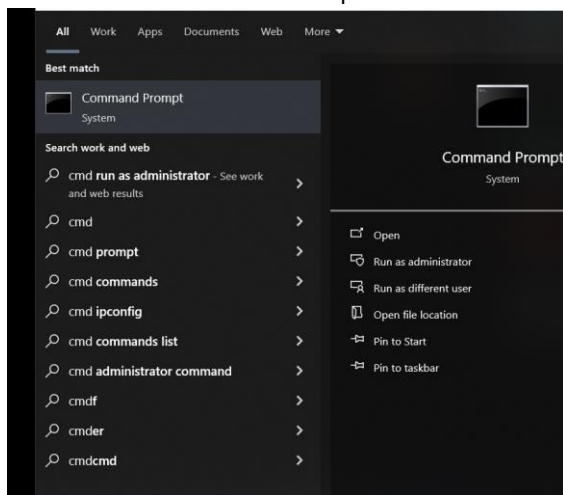 All Work Apps Documents Web More
Best match
Command Prompt
System
Search work and web
cmd run as administrator - See work
and web results
cmd
cmd prompt
cmd commands
cmd ipconfig
cmd commands list
cmd administrator command
cmdf
cmder
cmdcmd
Command Prompt
System
Open
Run as administrator
Run as different user
Open file location
Pin to Start
Pin to taskbar